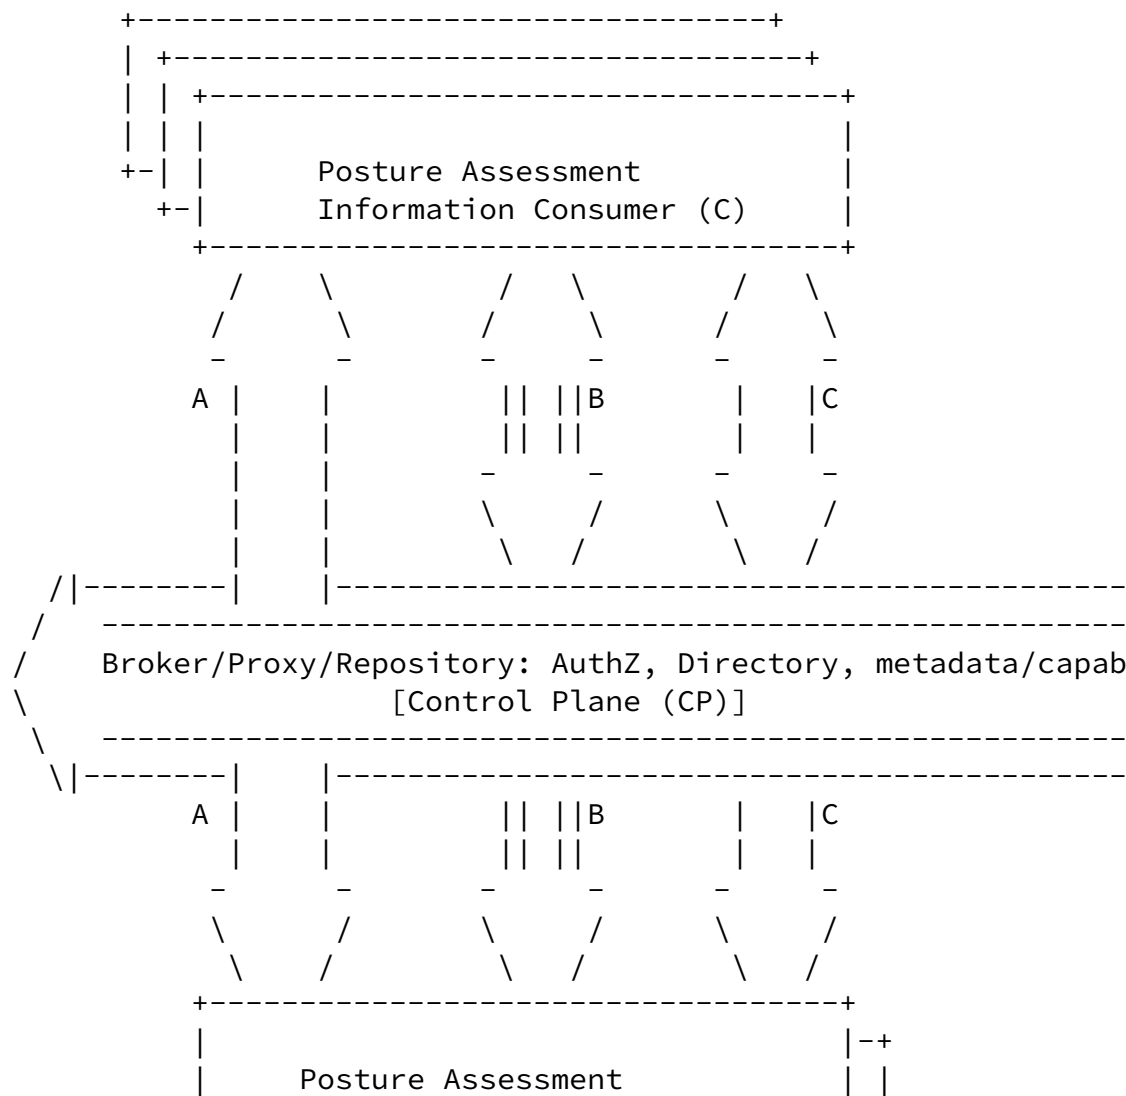 Posture Assessment
Information Consumer (C)
A B C
Broker/Proxy/Repository: AuthZ, Directory, metadata/capab
[Control Plane (CP)]
A B C
Posture Assessment